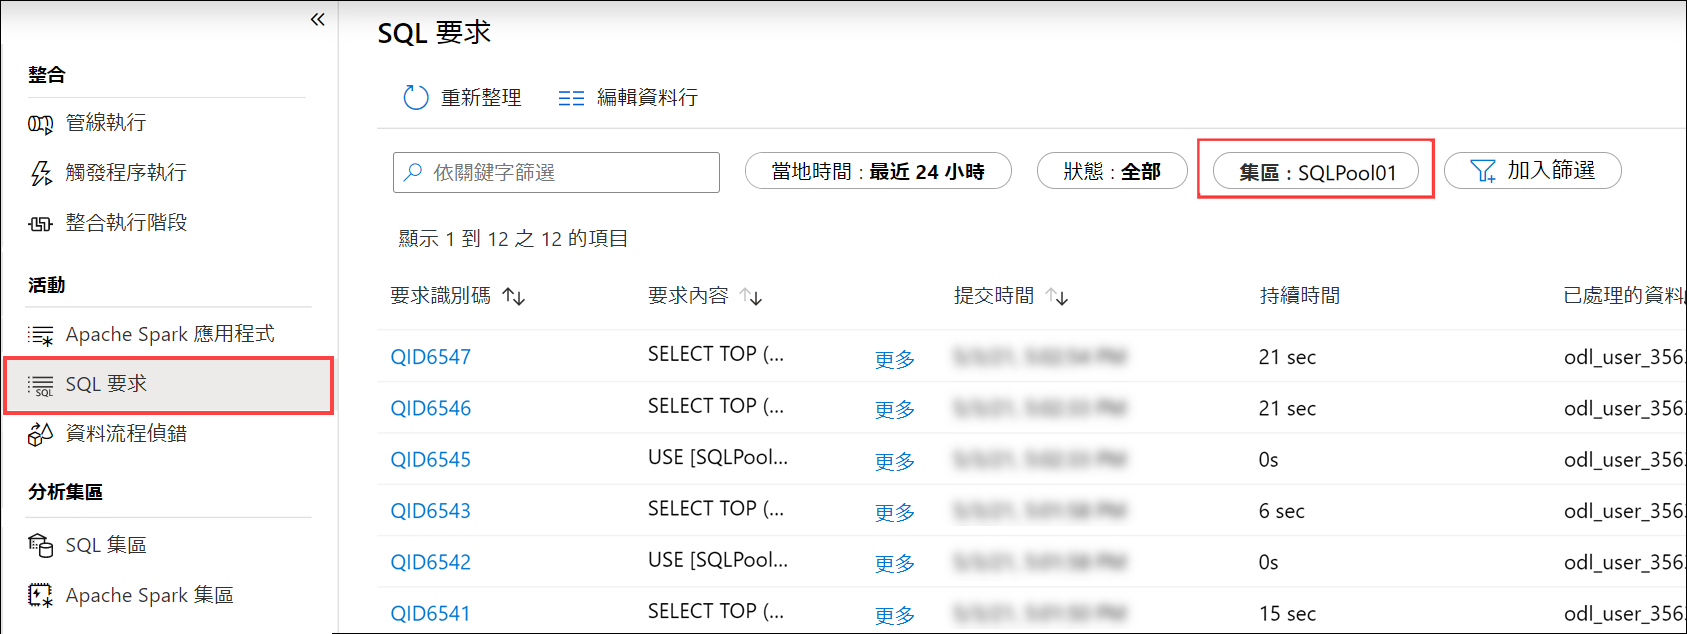 «
整合
管線執行
觸發程序執行
整合執行階段
活動
Apache Spark 應用程式
SQL 要求
資料流程偵錯
分析集區
SQL 集區
Apache Spark 集區
SQL 要求
重新整理 編輯資料行
依關鍵字篩選 當地時間 : 最近 24 小時 狀態 : 全部 集區 : SQLPool01 加入篩選
顯示 1 到 12 之 12 的項目
要求識別碼 要求內容 提交時間 持續時間 已處理的資料
QID6547 SELECT TOP (... 更多 21 sec odl_user_356
QID6546 SELECT TOP (... 更多 21 sec odl_user_356
QID6545 USE [SQLPool... 更多 0s odl_user_356
QID6543 SELECT TOP (... 更多 6 sec odl_user_356
QID6542 USE [SQLPool... 更多 0s odl_user_356
QID6541 SELECT TOP (... 更多 15 sec odl_user_356